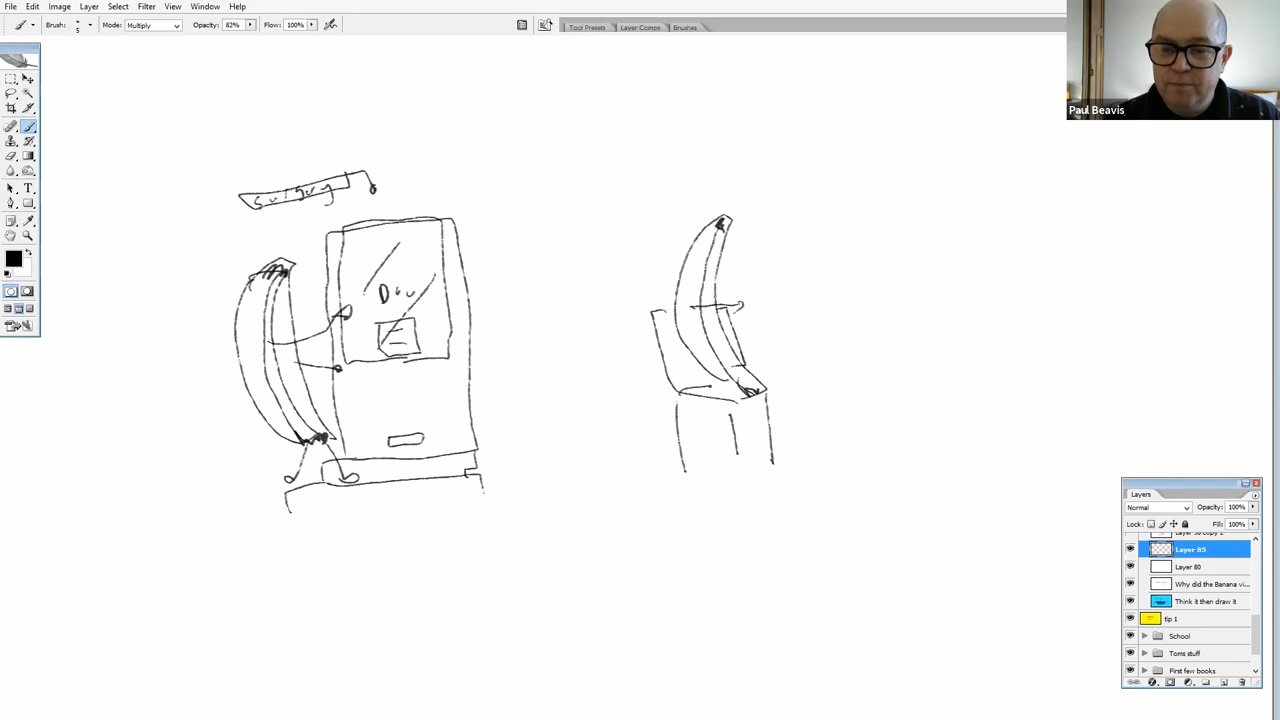 File Edit Image Layer Select Filter View Window Help
Brush: 5 Mode: Multiply Opacity: 82% Flow: 100% Tool Presets Layer Comps Brushes
Paul Beavis
Layers
Normal Opacity: 100%
Lock: Fill: 100%
Layer 85
Layer 80
Why did the Banana vi...
Think it then draw it
tip 1
School
Toms stuff
First few books